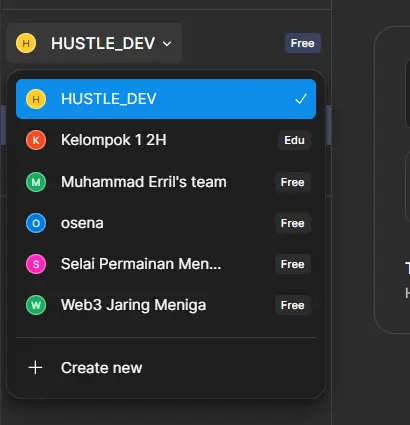 H HUSTLE_DEV Free
H HUSTLE_DEV
K Kelompok 1 2H Edu
M Muhammad Erril's team Free
O osena Free
S Selai Permainan Men... Free
W Web3 Jaring Meniga Free
+ Create new